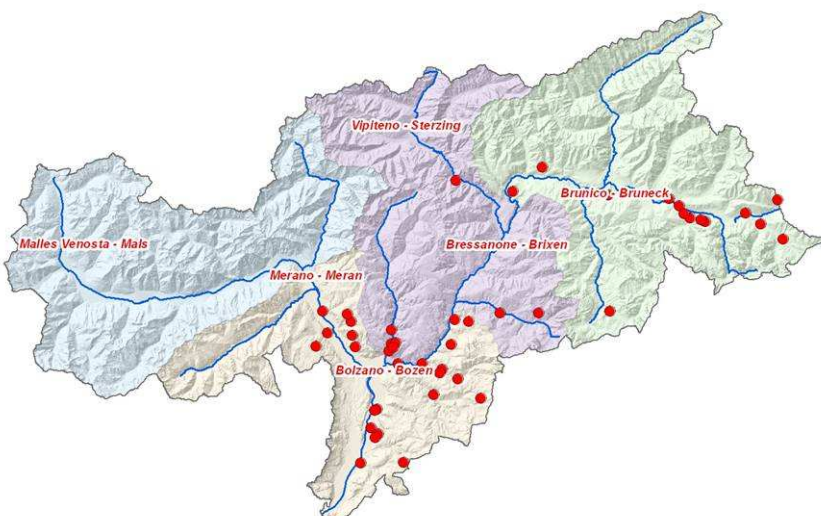 Vipiteno - Sterzing
Brunico - Bruneck
Malles Venosta - Mals
Bressanone - Brixen
Merano - Meran
Bolzano - Bozen